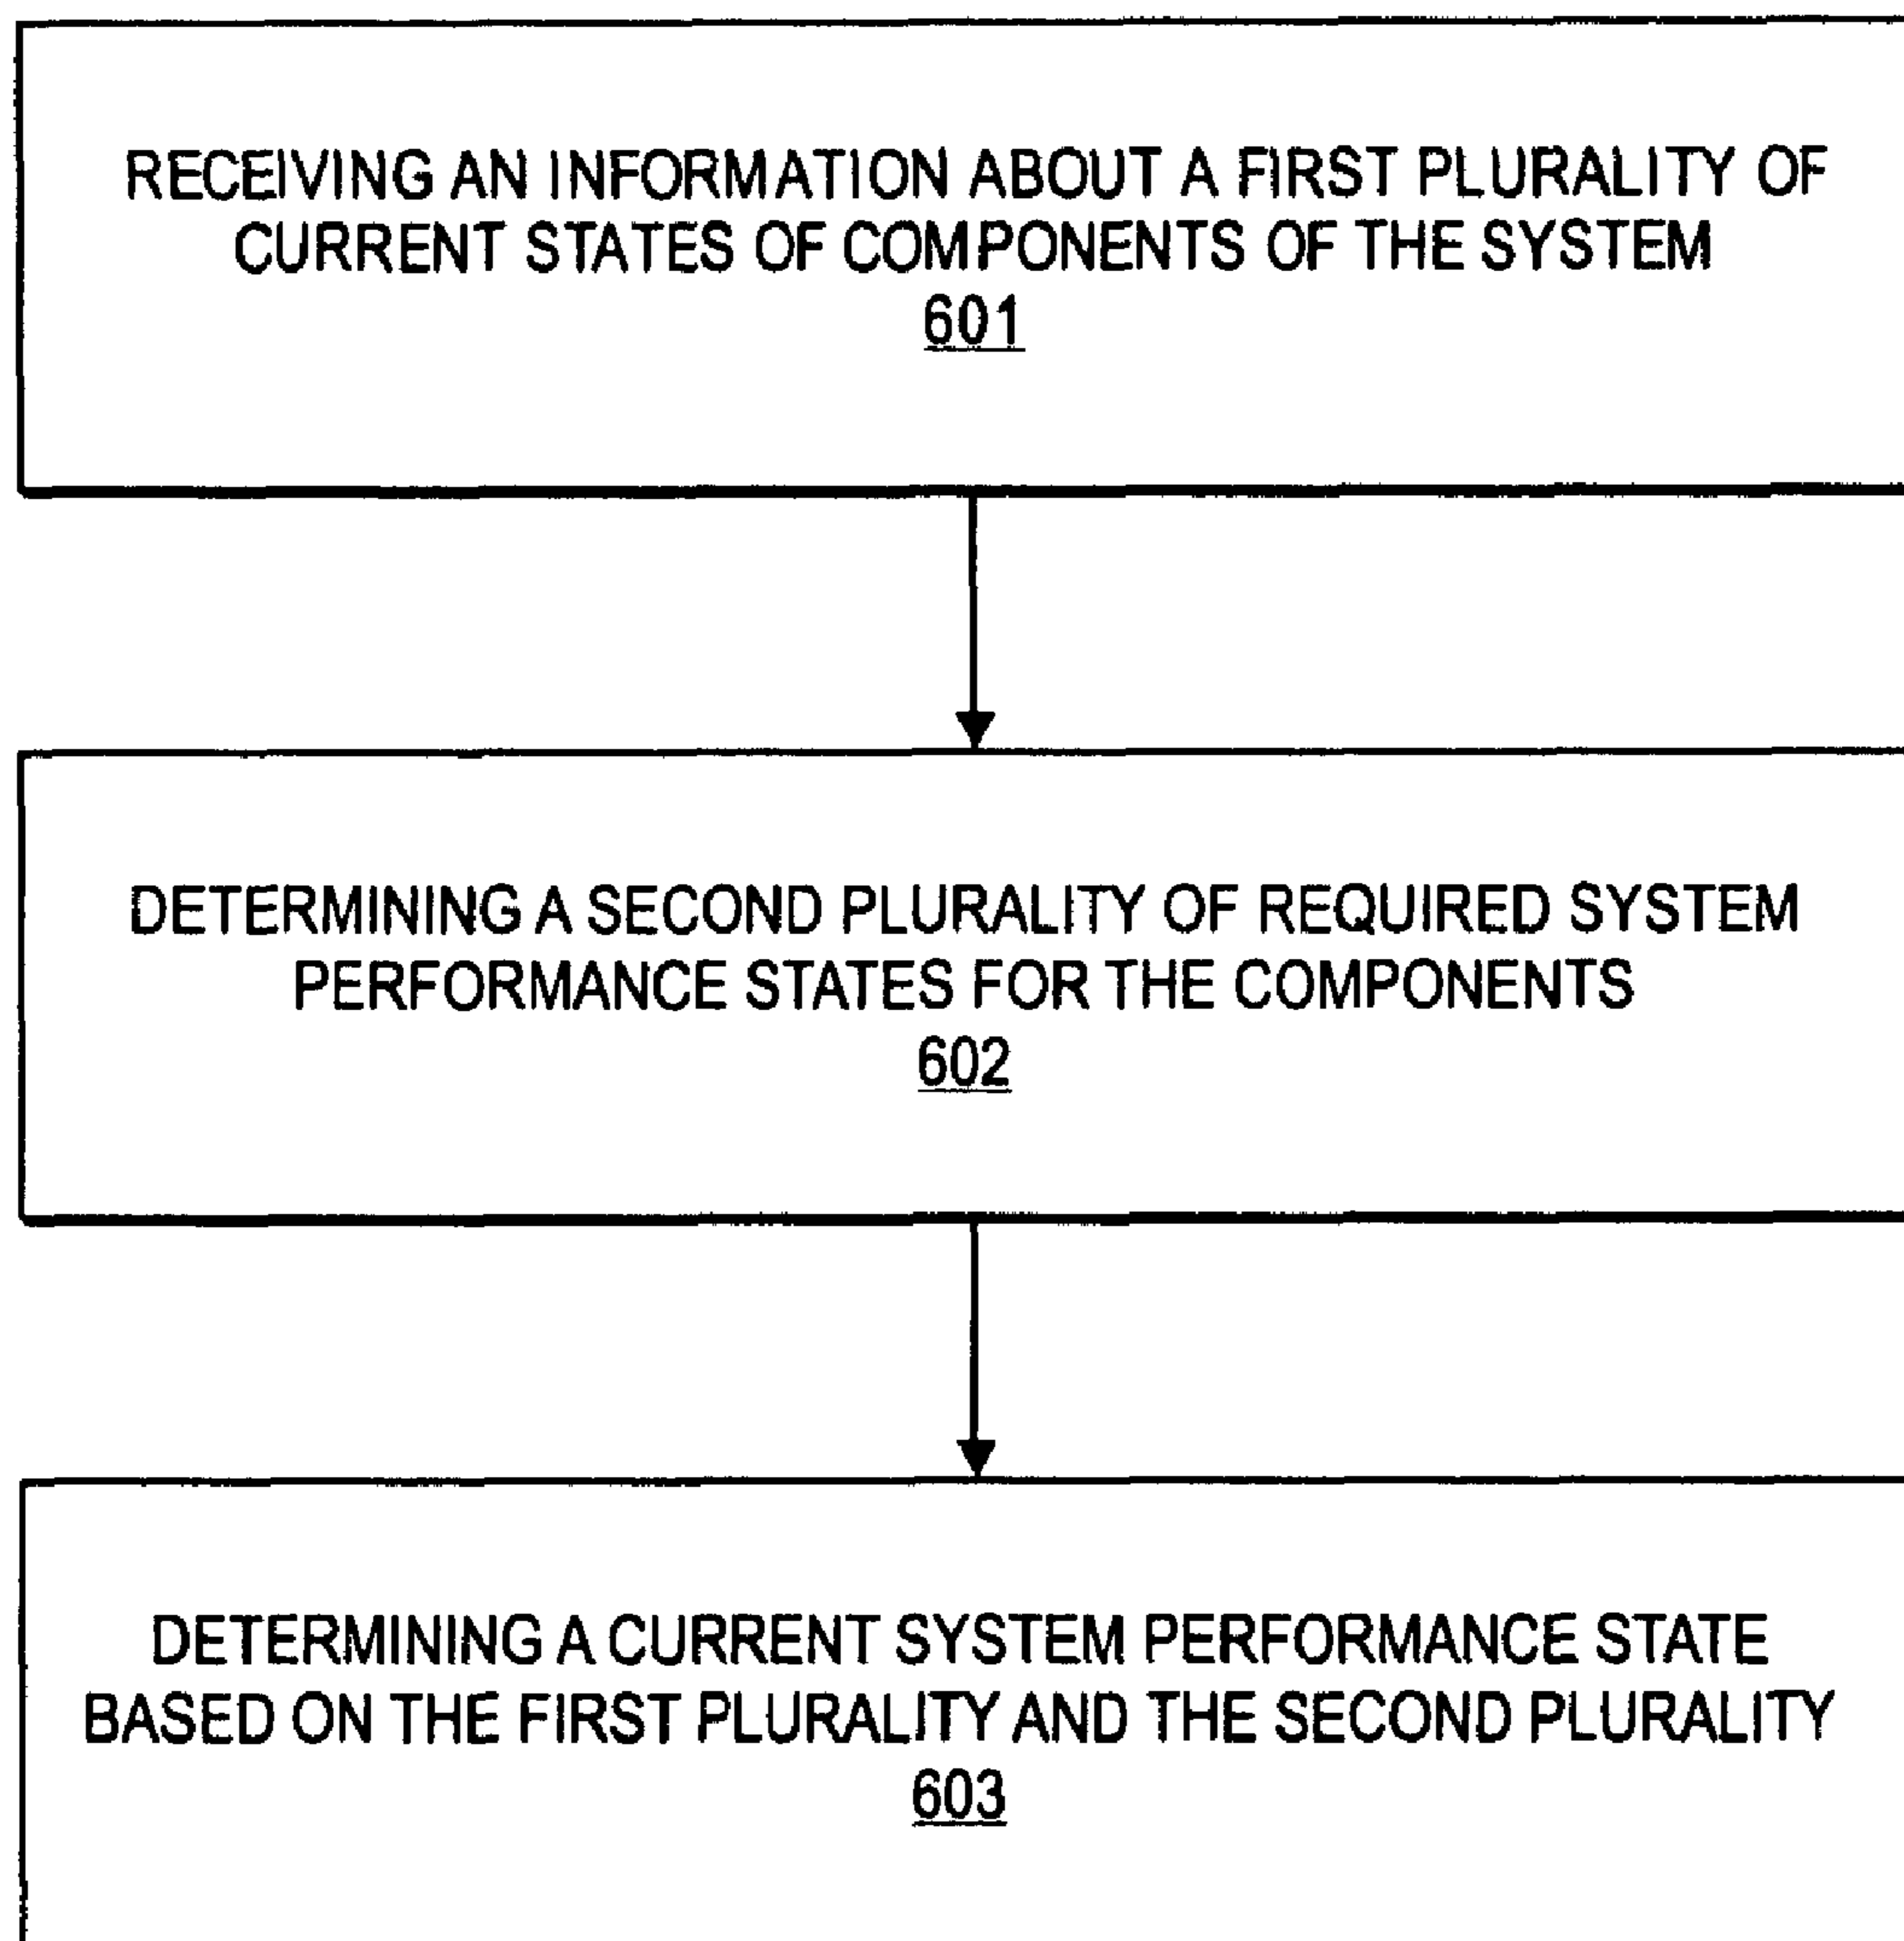 RECEIVING AN INFORMATION ABOUT A FIRST PLURALITY OF
CURRENT STATES OF COMPONENTS OF THE SYSTEM
601
DETERMINING A SECOND PLURALITY OF REQUIRED SYSTEM
PERFORMANCE STATES FOR THE COMPONENTS
602
DETERMINING A CURRENT SYSTEM PERFORMANCE STATE
BASED ON THE FIRST PLURALITY AND THE SECOND PLURALITY
603